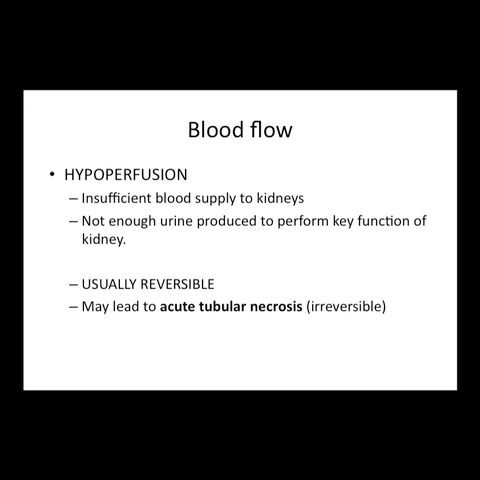 Blood flow
• HYPOPERFUSION
– Insufficient blood supply to kidneys
– Not enough urine produced to perform key function of
kidney.
– USUALLY REVERSIBLE
– May lead to acute tubular necrosis (irreversible)